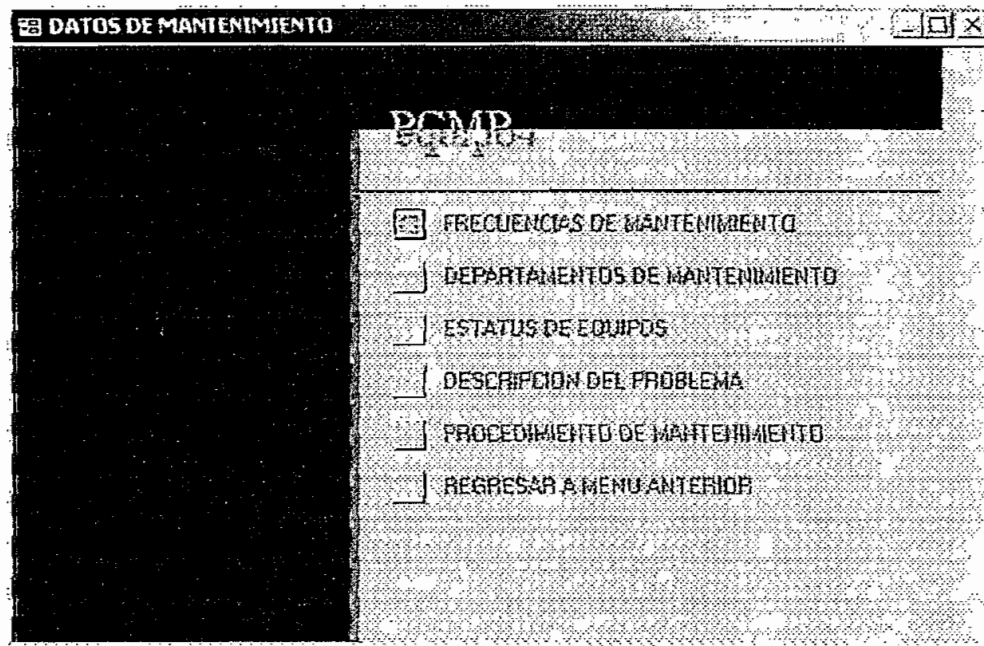 DATOS DE MANTENIMIENTO
PCMP
FRECUENCIAS DE MANTENIMIENTO
DEPARTAMENTOS DE MANTENIMIENTO
ESTATUS DE EQUIPOS
DESCRIPCION DEL PROBLEMA
PROCEDIMIENTO DE MANTENIMIENTO
REGRESAR A MENU ANTERIOR